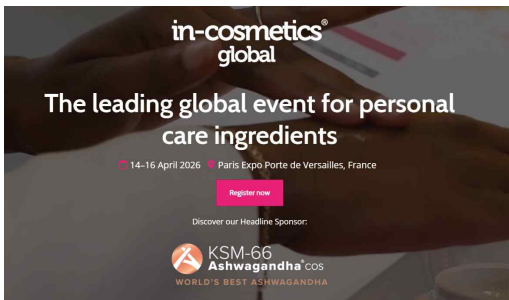 in-cosmetics®
global
The leading global event for personal
care ingredients
14–16 April 2026 Paris Expo Porte de Versailles, France
Register now
Discover our Headline Sponsor:
KSM-66
Ashwagandha® COS
WORLD'S BEST ASHWAGANDHA